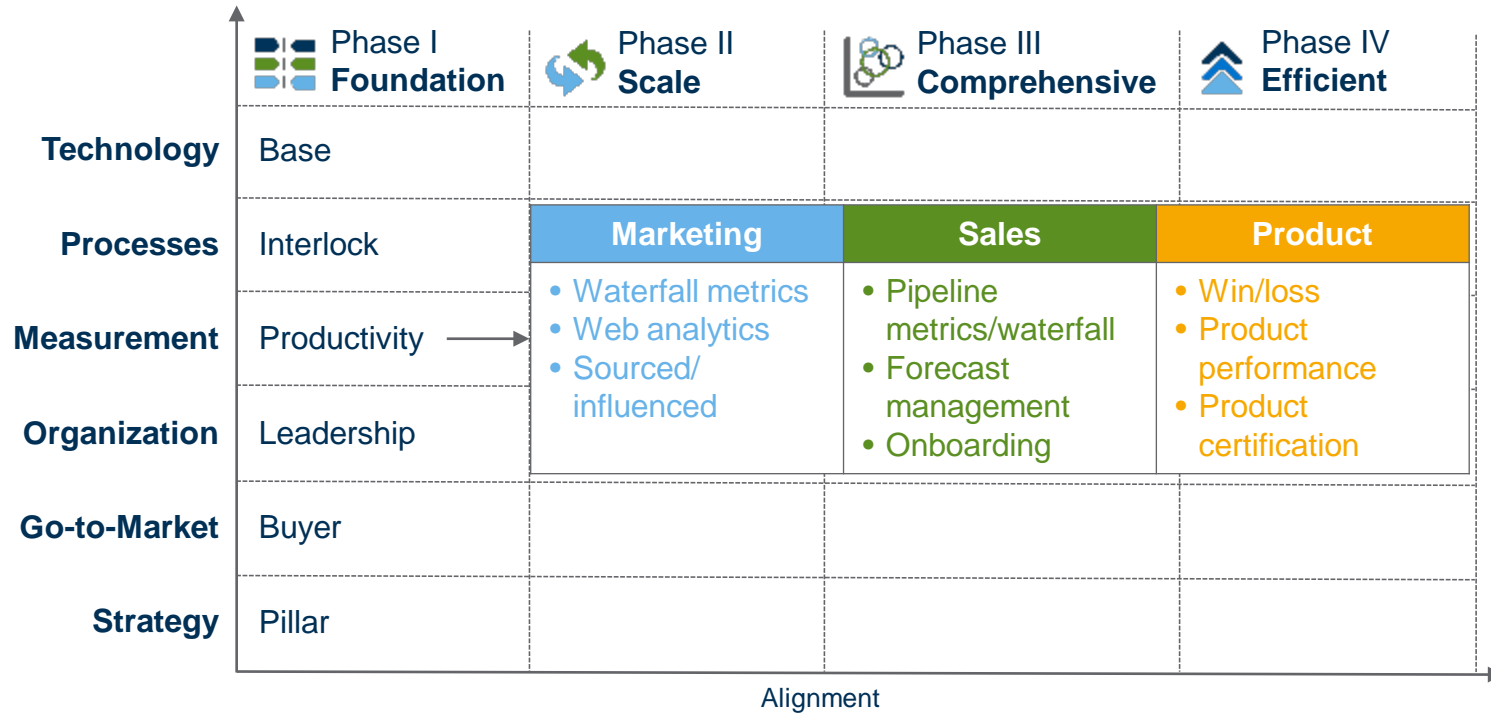 Phase I
Foundation
Phase II
Scale
Phase III
Comprehensive
Phase IV
Efficient
Technology
Base
Processes
Interlock
Measurement
Productivity
Organization
Leadership
Go-to-Market
Buyer
Strategy
Pillar
Marketing
• Waterfall metrics
• Web analytics
• Sourced/
influenced
Sales
• Pipeline
metrics/waterfall
• Forecast
management
• Onboarding
Product
• Win/loss
• Product
performance
• Product
certification
Alignment